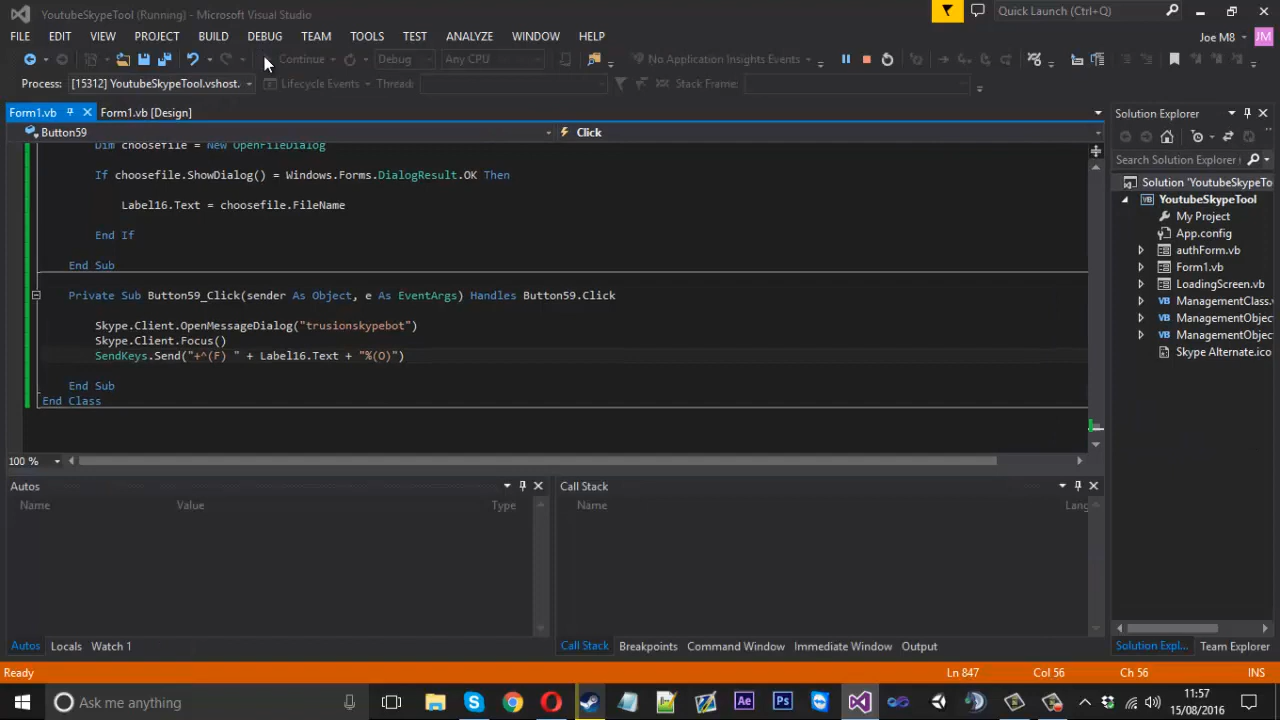 YoutubeSkypeTool (Running) - Microsoft Visual Studio
Quick Launch (Ctrl+Q)
FILE EDIT VIEW PROJECT BUILD DEBUG TEAM TOOLS TEST ANALYZE WINDOW HELP
Joe M8 JM
Continue Debug Any CPU No Application Insights Events
Process: [15312] YoutubeSkypeTool.vshost. Lifecycle Events Thread: Stack Frame:
Form1.vb Form1.vb [Design]
Solution Explorer
Button59 Click
Dim choosefile = New OpenFileDialog
Search Solution Explorer
If choosefile.ShowDialog() = Windows.Forms.DialogResult.OK Then
Solution 'YoutubeSkypeTo
YoutubeSkypeTool
Label16.Text = choosefile.FileName
My Project
App.config
End If
authForm.vb
End Sub
Form1.vb
LoadingScreen.vb
Private Sub Button59_Click(sender As Object, e As EventArgs) Handles Button59.Click
ManagementClass.
ManagementObjec
Skype.Client.OpenMessageDialog("trusionskypebot")
ManagementObjec
Skype.Client.Focus()
Skype Alternate.ico
SendKeys.Send("+^(F) " + Label16.Text + "%(O)")
End Sub
End Class
100 %
Autos
Call Stack
Name Value Type
Name Lang
Autos Locals Watch 1
Call Stack Breakpoints Command Window Immediate Window Output
Solution Expl... Team Explorer
Ready Ln 847 Col 56 Ch 56 INS
Ask me anything
Ae Ps
11:57
15/08/2016